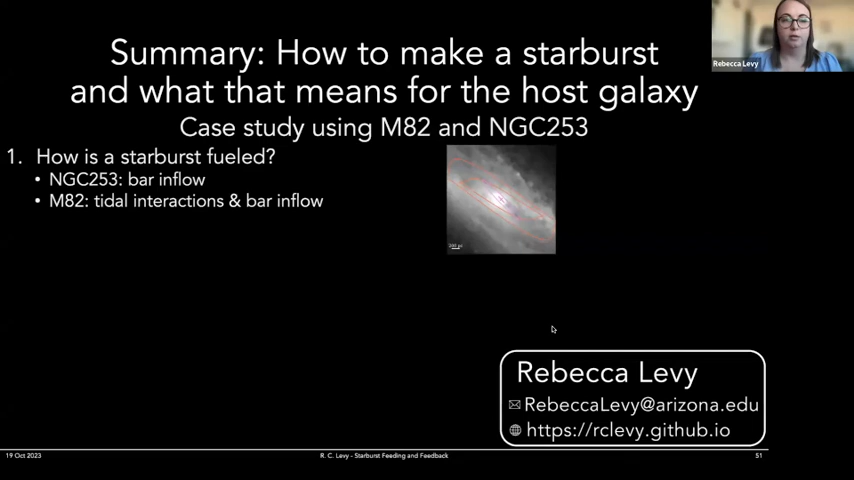 Summary: How to make a starburst
and what that means for the host galaxy
Case study using M82 and NGC253
1. How is a starburst fueled?
• NGC253: bar inflow
• M82: tidal interactions & bar inflow
Rebecca Levy
Rebecca Levy
RebeccaLevy@arizona.edu
https://rclevy.github.io
19 Oct 2023
R. C. Levy - Starburst Feeding and Feedback
51